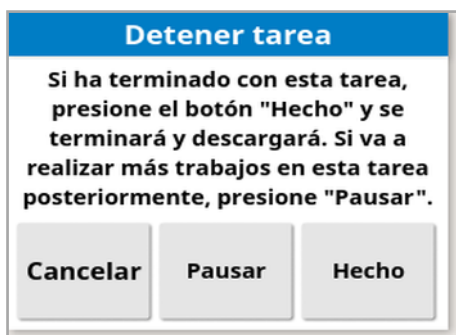 Detener tarea
Si ha terminado con esta tarea,
presione el botón "Hecho" y se
terminará y descargará. Si va a
realizar más trabajos en esta tarea
posteriormente, presione "Pausar".
Cancelar Pausar Hecho